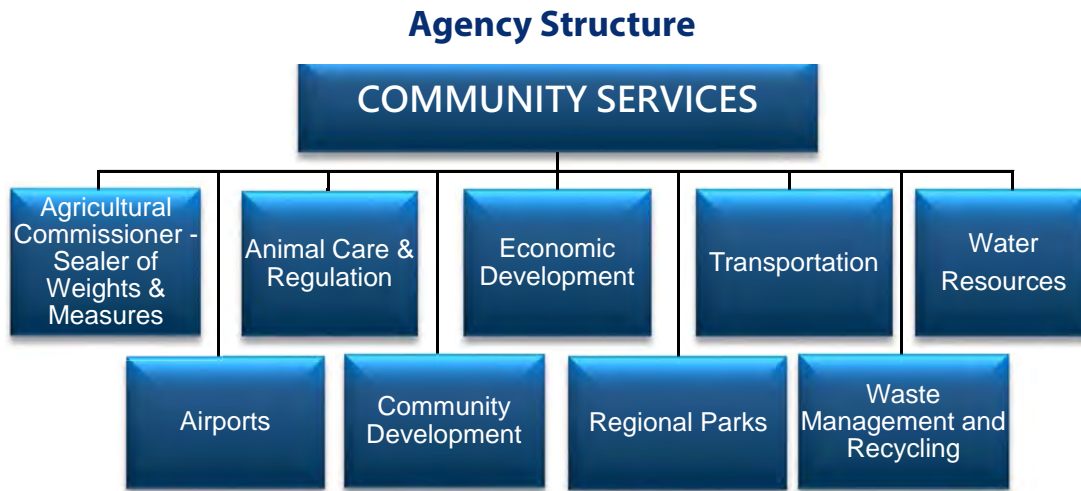 Agency Structure
COMMUNITY SERVICES
Agricultural
Commissioner -
Sealer of
Weights &
Measures
Animal Care &
Regulation
Economic
Development
Transportation
Water
Resources
Airports
Community
Development
Regional Parks
Waste
Management and
Recycling